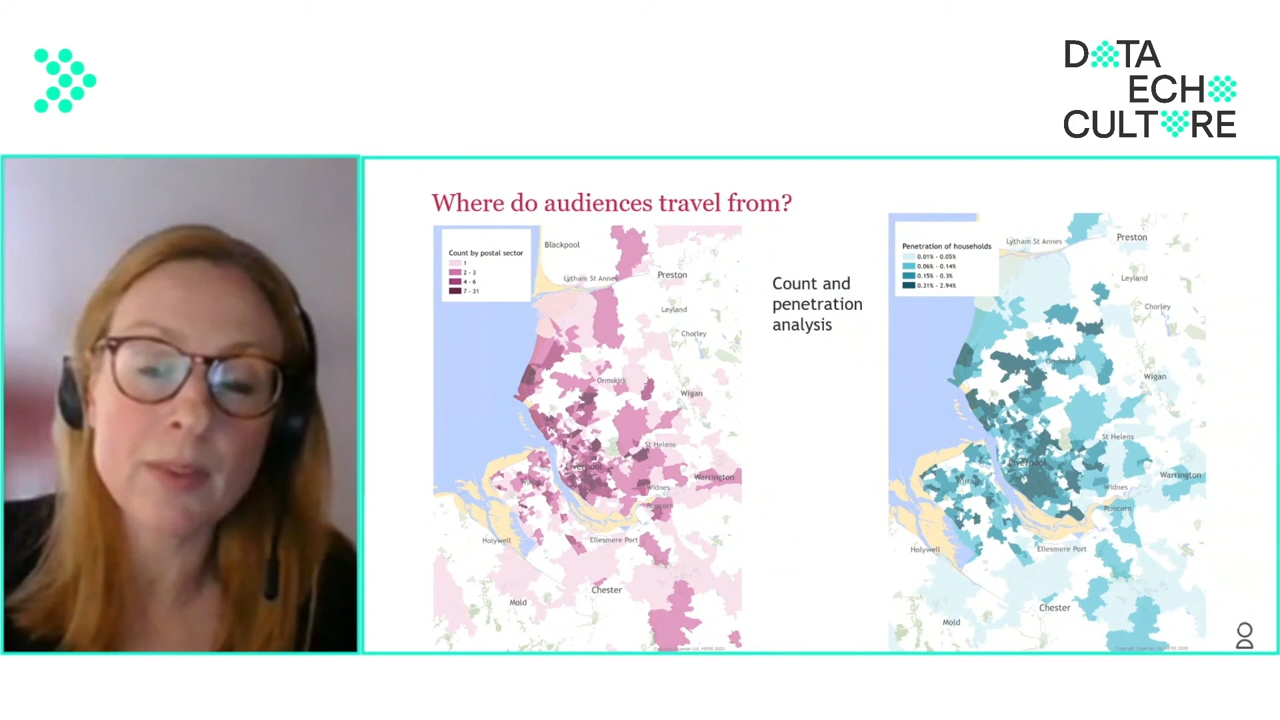 DATA
ECHO
CULTURE
Where do audiences travel from?
Count by postal sector
1
2 - 3
4 - 6
7 - 31
Blackpool
Lytham St Annes
Preston
Leyland
Chorley
Ormskirk
Wigan
St Helens
Liverpool
Warrington
Widnes
Runcorn
Holywell
Ellesmere Port
Chester
Mold
Count and
penetration
analysis
Penetration of households
0.01% - 0.05%
0.06% - 0.14%
0.15% - 0.3%
0.31% - 2.94%
Lytham St Annes
Preston
Leyland
Chorley
Wigan
St Helens
Liverpool
Warrington
Widnes
Runcorn
Holywell
Ellesmere Port
Chester
Mold